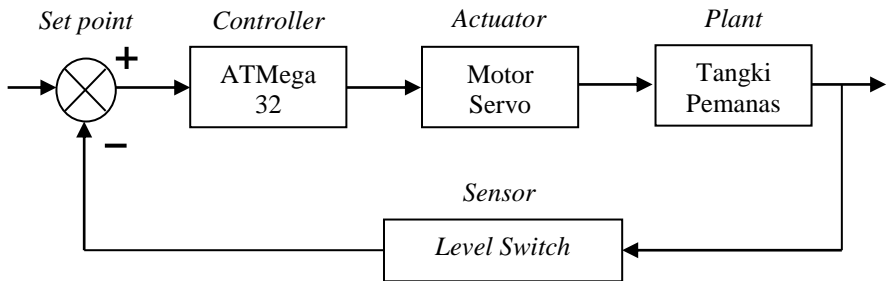 Set point
Controller
Actuator
Plant
+
ATMega
32
Motor
Servo
Tangki
Pemanas
−
Sensor
Level Switch